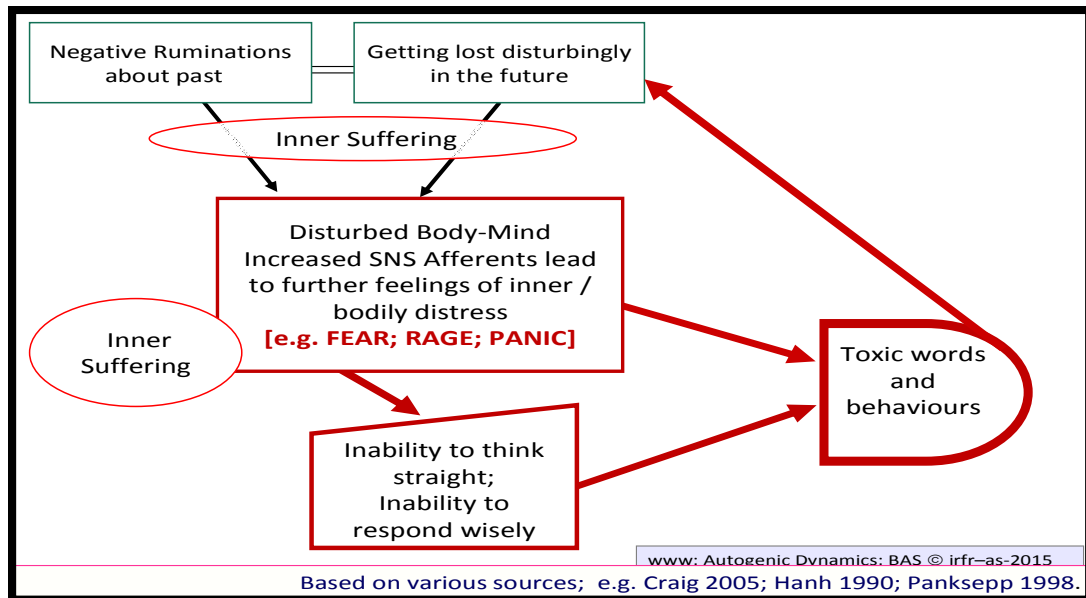 Negative Ruminations
about past
Getting lost disturbingly
in the future
Inner Suffering
Disturbed Body-Mind
Increased SNS Afferents lead
to further feelings of inner /
bodily distress
[e.g. FEAR; RAGE; PANIC]
Inner
Suffering
Toxic words
and
behaviours
Inability to think
straight;
Inability to
respond wisely
www: Autogenic Dynamics: BAS © irfr–as-2015
Based on various sources; e.g. Craig 2005; Hanh 1990; Panksepp 1998.